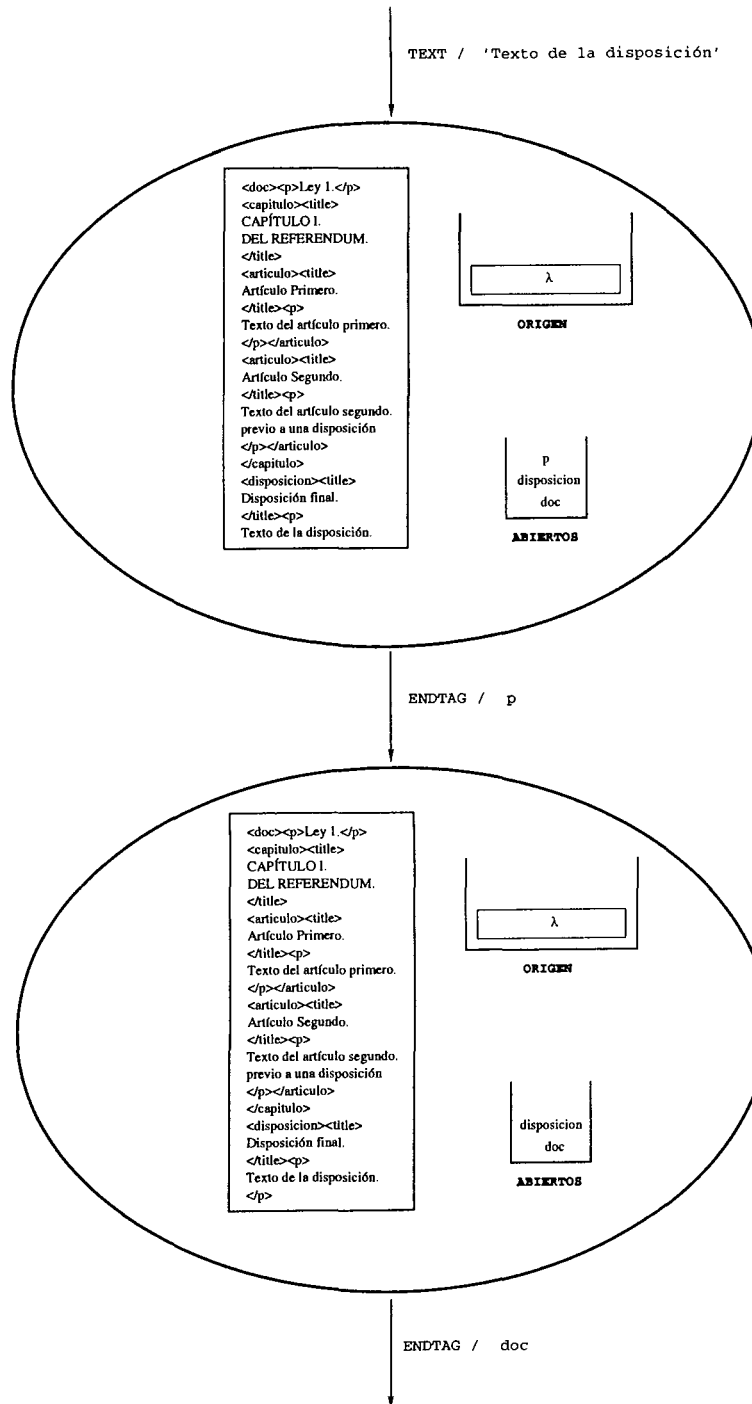 TEXT / 'Texto de la disposición'
<doc><p>Ley 1.</p>
<capitulo><title>
CAPÍTULO I.
DEL REFERENDUM.
</title>
<articulo><title>
Artículo Primero.
</title><p>
Texto del artículo primero.
</p></articulo>
<articulo><title>
Artículo Segundo.
</title><p>
Texto del artículo segundo.
previo a una disposición
</p></articulo>
</capitulo>
<disposicion><title>
Disposición final.
</title><p>
Texto de la disposición.
λ
ORIGEN
p
disposicion
doc
ABIERTOS
ENDTAG / p
<doc><p>Ley 1.</p>
<capitulo><title>
CAPÍTULO I.
DEL REFERENDUM.
</title>
<articulo><title>
Artículo Primero.
</title><p>
Texto del artículo primero.
</p></articulo>
<articulo><title>
Artículo Segundo.
</title><p>
Texto del artículo segundo.
previo a una disposición
</p></articulo>
</capitulo>
<disposicion><title>
Disposición final.
</title><p>
Texto de la disposición.
</p>
λ
ORIGEN
disposicion
doc
ABIERTOS
ENDTAG / doc